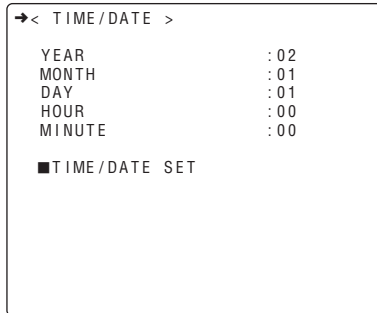 ➔< TIME/DATE >
YEAR :02
MONTH :01
DAY :01
HOUR :00
MINUTE :00
■TIME/DATE SET